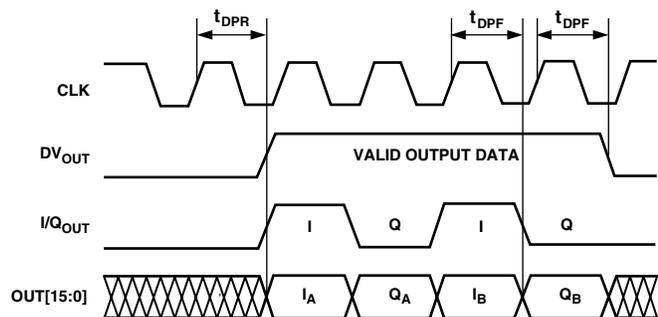 tDPR tDPF tDPF
CLK
DVOUT VALID OUTPUT DATA
I/QOUT I Q I Q
OUT[15:0] IA QA IB QB